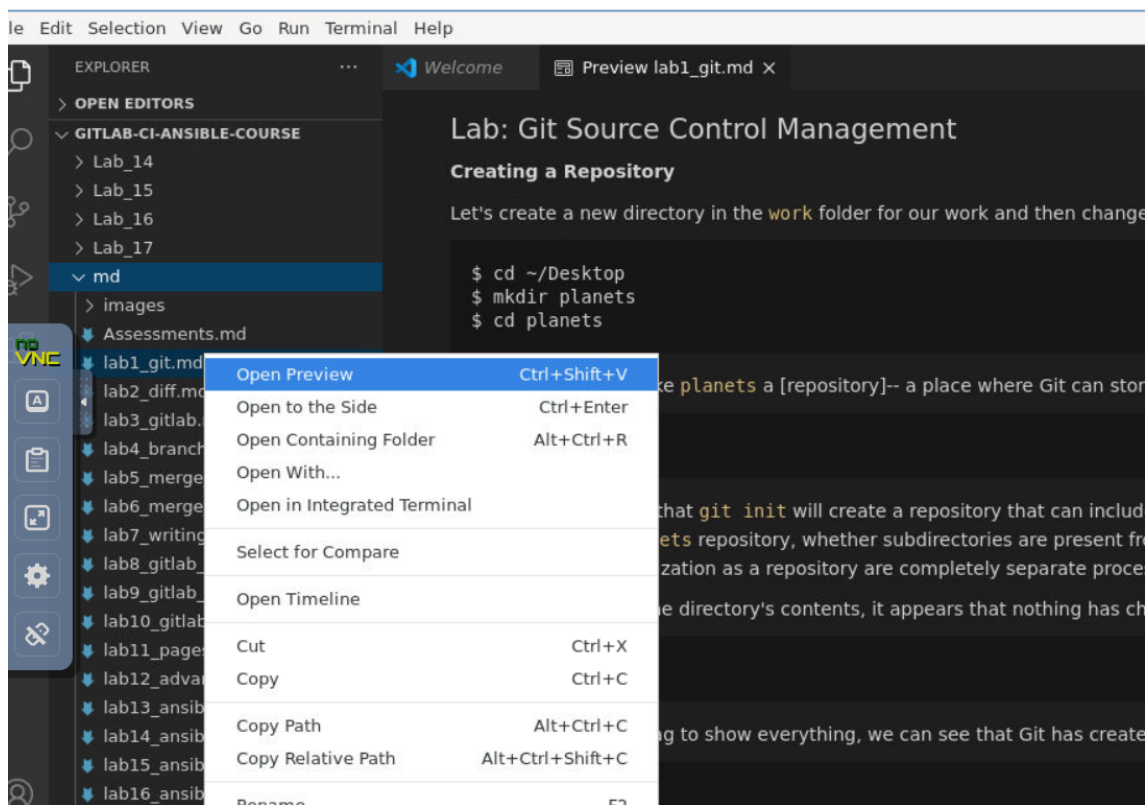 le Edit Selection View Go Run Terminal Help
EXPLORER ...
OPEN EDITORS
GITLAB-CI-ANSIBLE-COURSE
Lab_14
Lab_15
Lab_16
Lab_17
md
images
Assessments.md
lab1_git.md
lab2_diff.md
lab3_gitlab.
lab4_branch
lab5_merge
lab6_merge
lab7_writing
lab8_gitlab_
lab9_gitlab_
lab10_gitlab
lab11_page
lab12_adva
lab13_ansib
lab14_ansib
lab15_ansib
lab16_ansib
no
VNC
A
Open Preview Ctrl+Shift+V
Open to the Side Ctrl+Enter
Open Containing Folder Alt+Ctrl+R
Open With...
Open in Integrated Terminal
Select for Compare
Open Timeline
Cut Ctrl+X
Copy Ctrl+C
Copy Path Alt+Ctrl+C
Copy Relative Path Alt+Ctrl+Shift+C
Rename F2
Welcome
Preview lab1_git.md
Lab: Git Source Control Management
Creating a Repository
Let's create a new directory in the work folder for our work and then change
$ cd ~/Desktop
$ mkdir planets
$ cd planets
ke planets a [repository]-- a place where Git can stor
that git init will create a repository that can includ
ets repository, whether subdirectories are present fr
zation as a repository are completely separate proce
e directory's contents, it appears that nothing has ch
g to show everything, we can see that Git has create